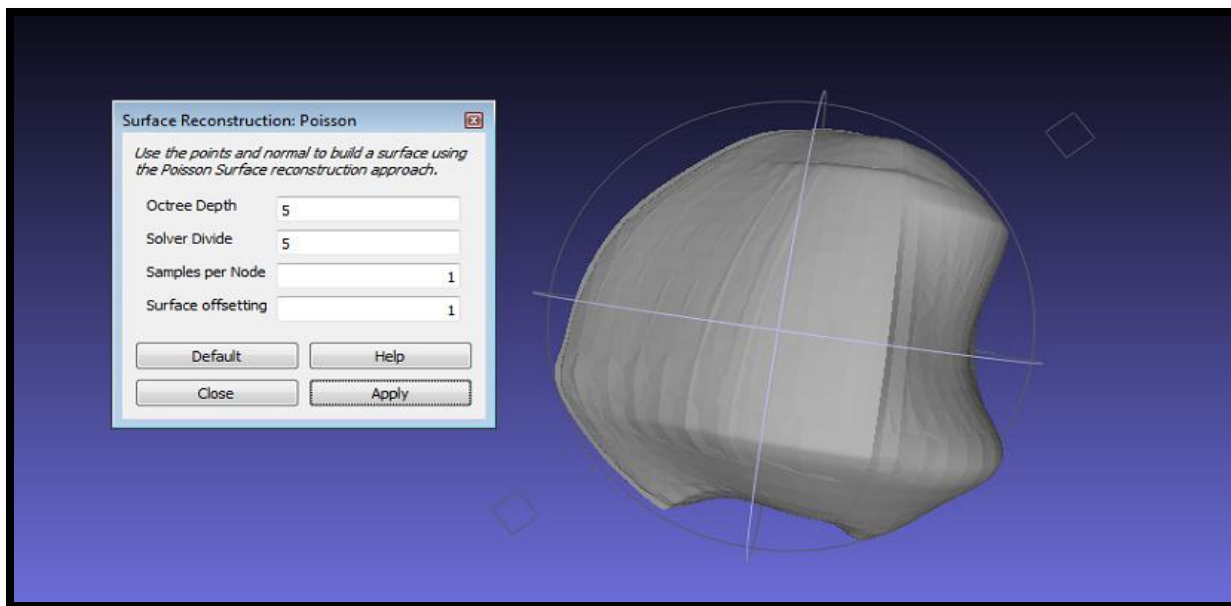 Surface Reconstruction: Poisson
Use the points and normal to build a surface using
the Poisson Surface reconstruction approach.
Octree Depth 5
Solver Divide 5
Samples per Node 1
Surface offsetting 1
Default Help
Close Apply